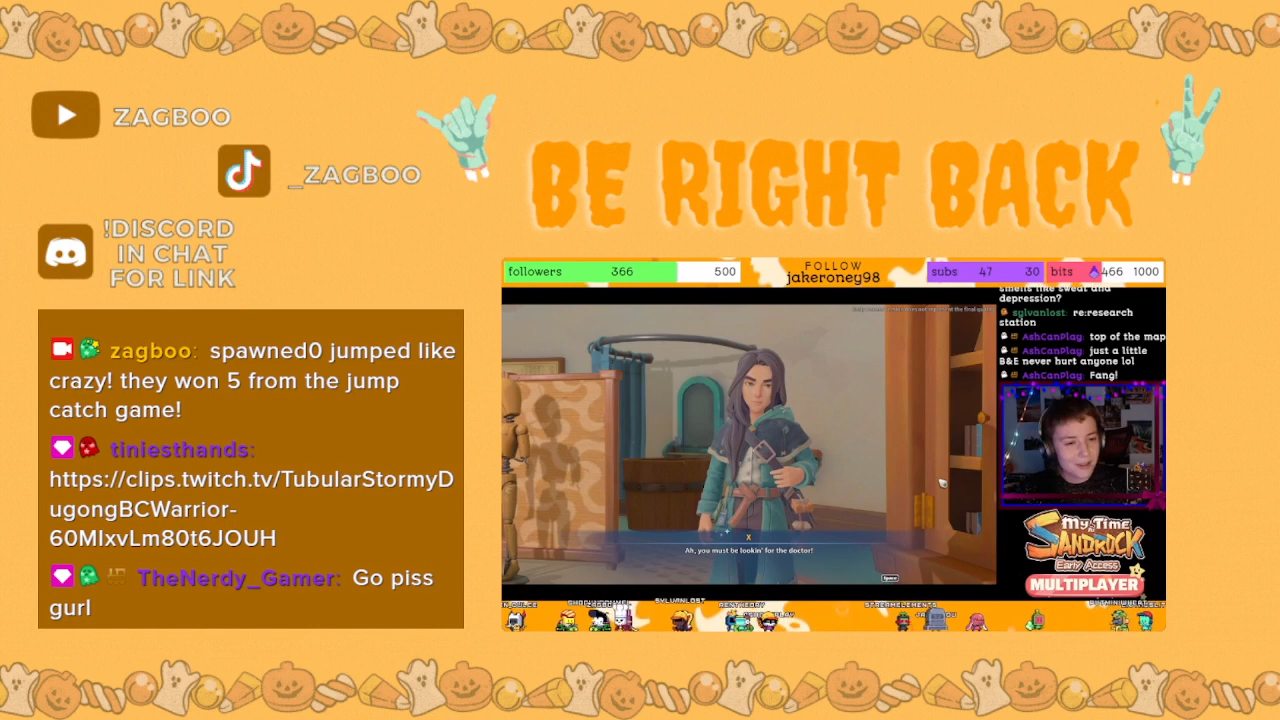 ZAGBOO
_ZAGBOO
!DISCORD
IN CHAT
FOR LINK
BE RIGHT BACK
zagboo: spawned0 jumped like
crazy! they won 5 from the jump
catch game!
tiniesthands:
https://clips.twitch.tv/TubularStormyD
ugongBCWarrior-
60MIxvLm80t6JOUH
TheNerdy_Gamer: Go piss
gurl
followers 366 500
FOLLOW
jakeroney98
subs 47 30 bits 466 1000
smells like sweat and
depression?
sylvanlost: re:research
station
AshCanPlay: top of the map
AshCanPlay: just a little
B&E never hurt anyone lol
AshCanPlay: Fang!
X
Ah, you must be lookin' for the doctor!
Space
My Time
at
SANDROCK
Early Access
MULTIPLAYER
SYLVANLOST
STREAMELEMENTS